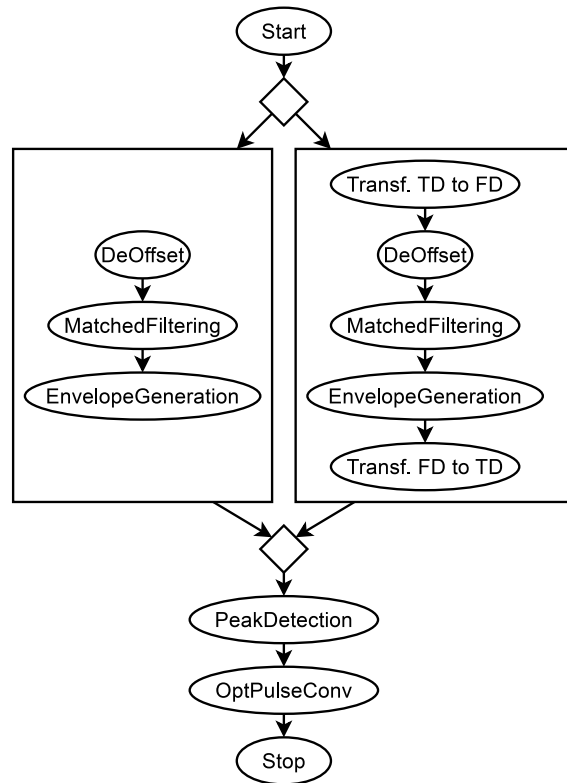 Start
DeOffset
MatchedFiltering
EnvelopeGeneration
Transf. TD to FD
DeOffset
MatchedFiltering
EnvelopeGeneration
Transf. FD to TD
PeakDetection
OptPulseConv
Stop